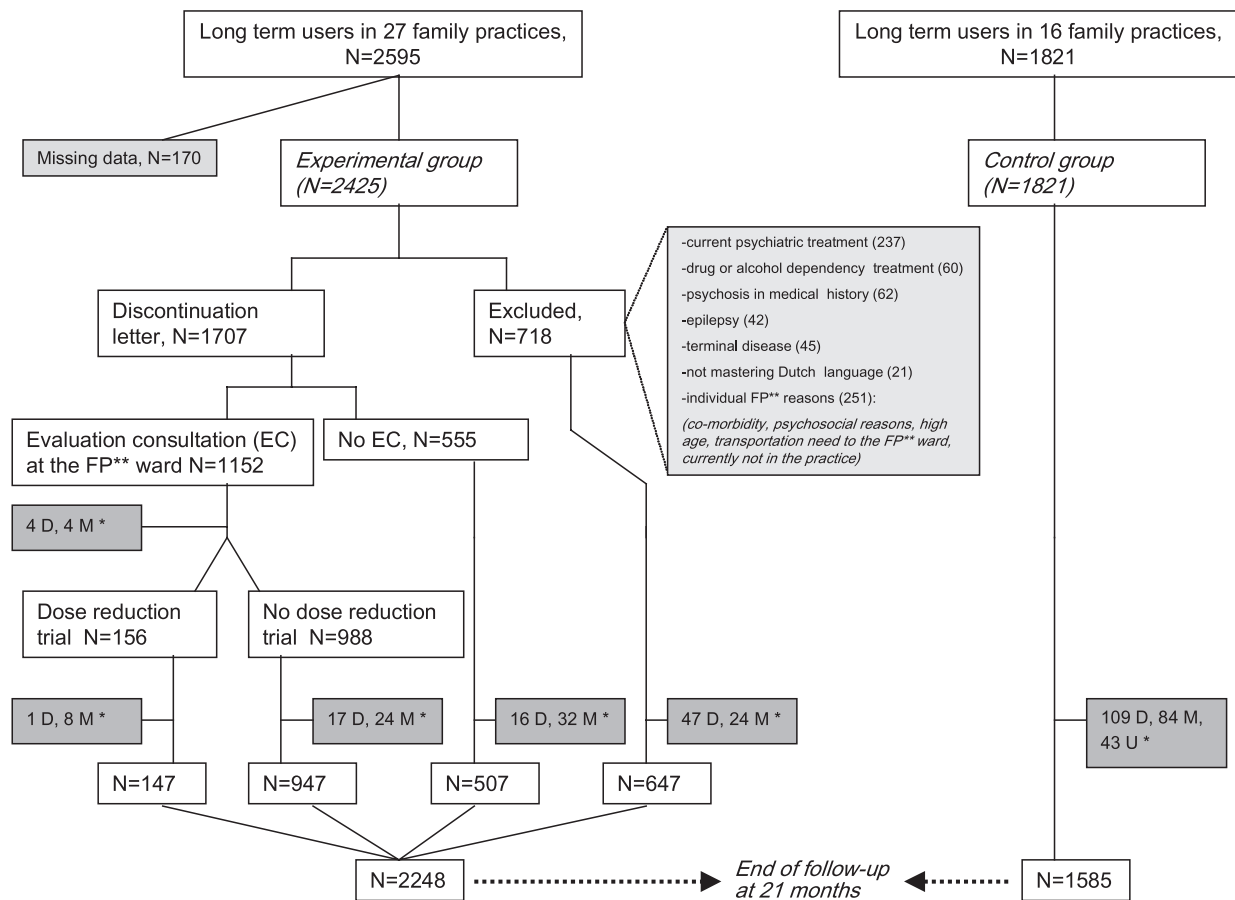 Long term users in 27 family practices,
N=2595
Long term users in 16 family practices,
N=1821
Missing data, N=170
Experimental group
(N=2425)
Control group
(N=1821)
-current psychiatric treatment (237)
-drug or alcohol dependency treatment (60)
-psychosis in medical history (62)
-epilepsy (42)
-terminal disease (45)
-not mastering Dutch language (21)
-individual FP** reasons (251):
(co-morbidity, psychosocial reasons, high
age, transportation need to the FP** ward,
currently not in the practice)
Discontinuation
letter, N=1707
Excluded,
N=718
Evaluation consultation (EC)
at the FP** ward N=1152
No EC, N=555
4 D, 4 M *
Dose reduction
trial N=156
No dose reduction
trial N=988
1 D, 8 M *
17 D, 24 M *
16 D, 32 M *
47 D, 24 M *
109 D, 84 M,
43 U *
N=147
N=947
N=507
N=647
N=2248
End of follow-up
at 21 months
N=1585